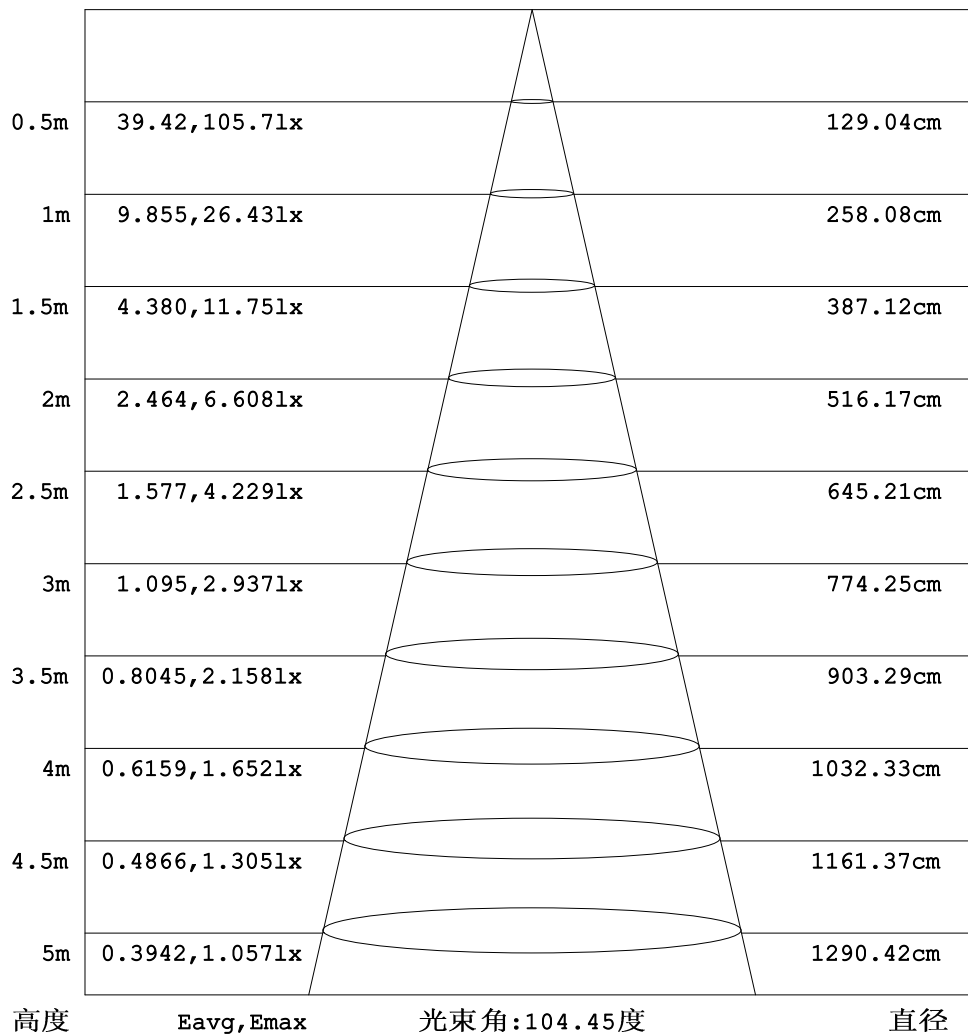 0.5m 39.42,105.7lx 129.04cm
1m 9.855,26.43lx 258.08cm
1.5m 4.380,11.75lx 387.12cm
2m 2.464,6.608lx 516.17cm
2.5m 1.577,4.229lx 645.21cm
3m 1.095,2.937lx 774.25cm
3.5m 0.8045,2.158lx 903.29cm
4m 0.6159,1.652lx 1032.33cm
4.5m 0.4866,1.305lx 1161.37cm
5m 0.3942,1.057lx 1290.42cm
高度 Eavg,Emax 光束角:104.45度 直径